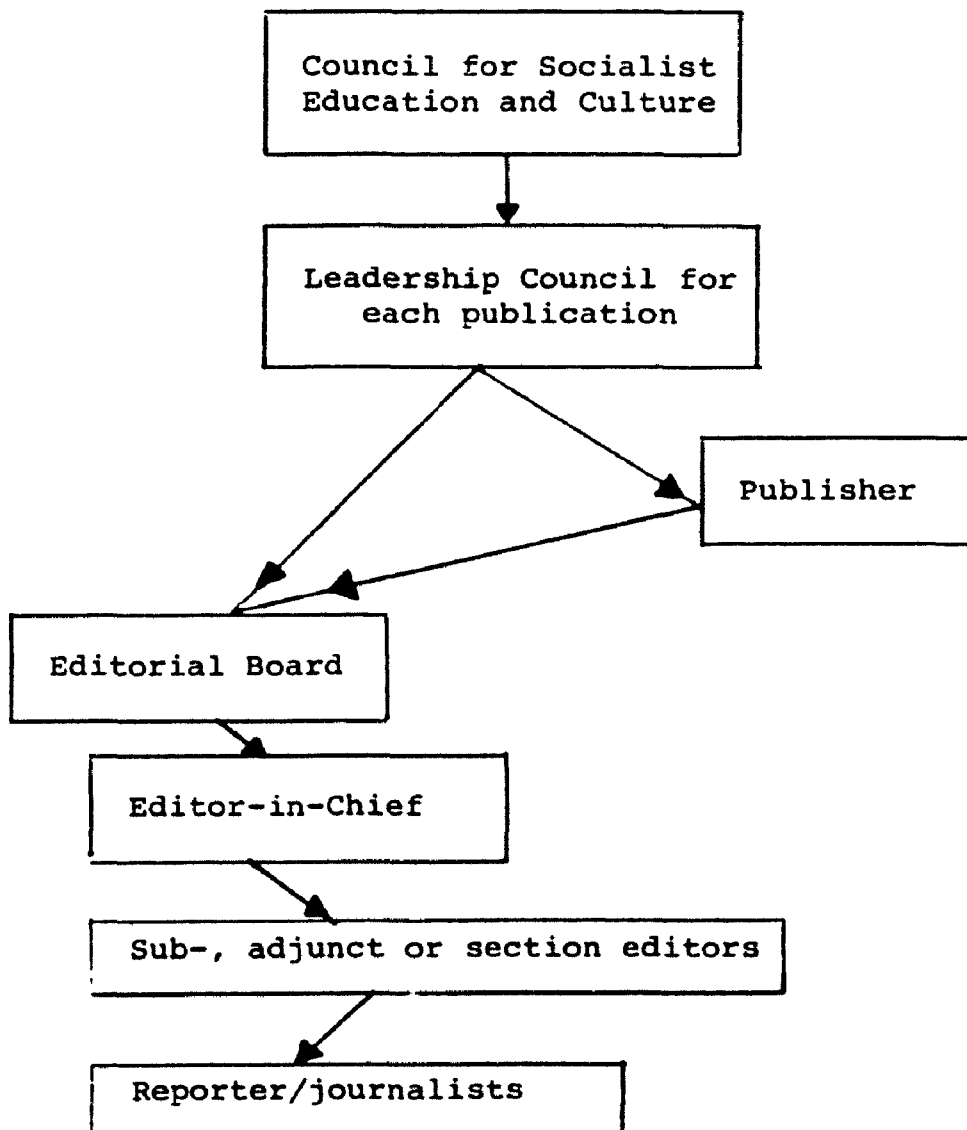 Council for Socialist
Education and Culture
Leadership Council for
each publication
Publisher
Editorial Board
Editor-in-Chief
Sub-, adjunct or section editors
Reporter/journalists